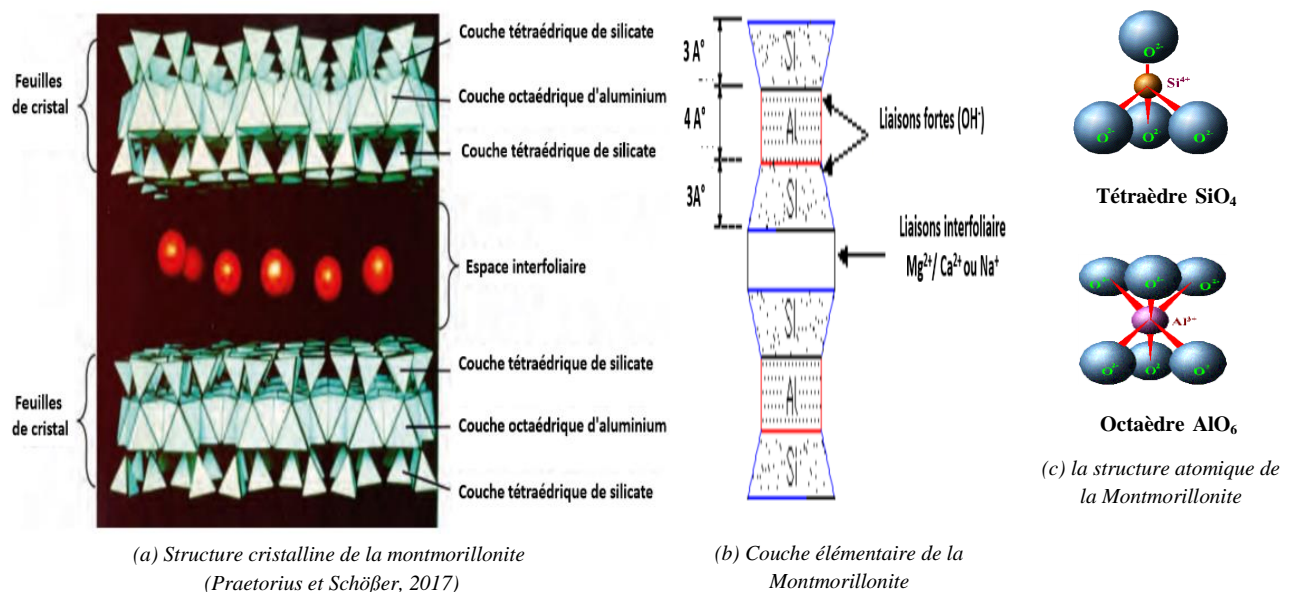 Couche tétraédrique de silicate
Feuilles
de cristal
Couche octaédrique d'aluminium
Couche tétraédrique de silicate
Espace interfoliaire
Feuilles
de cristal
Couche tétraédrique de silicate
Couche octaédrique d'aluminium
Couche tétraédrique de silicate
(a) Structure cristalline de la montmorillonite
(Praetorius et Schößer, 2017)
3 A°
4 A°
3A°
Si
Al
Si
Liaisons fortes (OH-)
Liaisons interfoliaire
Mg²⁺/ Ca²⁺ ou Na⁺
Si
Al
Si
(b) Couche élémentaire de la
Montmorillonite
O²⁻
Si⁴⁺
O²⁻ O²⁻ O²⁻
Tétraèdre SiO₄
O²⁻ O²⁻ O²⁻
Al³⁺
O²⁻ O² O²⁻
Octaèdre AlO₆
(c) la structure atomique de
la Montmorillonite